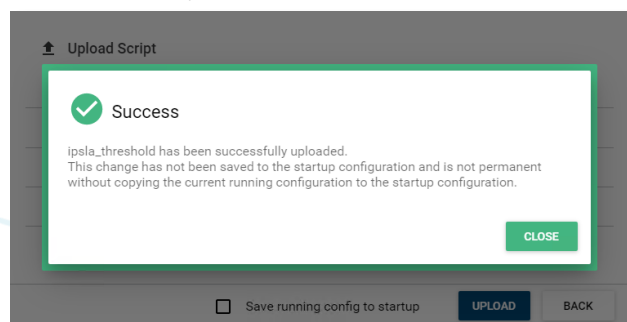 Upload Script
Success
ipsla_threshold has been successfully uploaded.
This change has not been saved to the startup configuration and is not permanent
without copying the current running configuration to the startup configuration.
CLOSE
Save running config to startup
UPLOAD
BACK